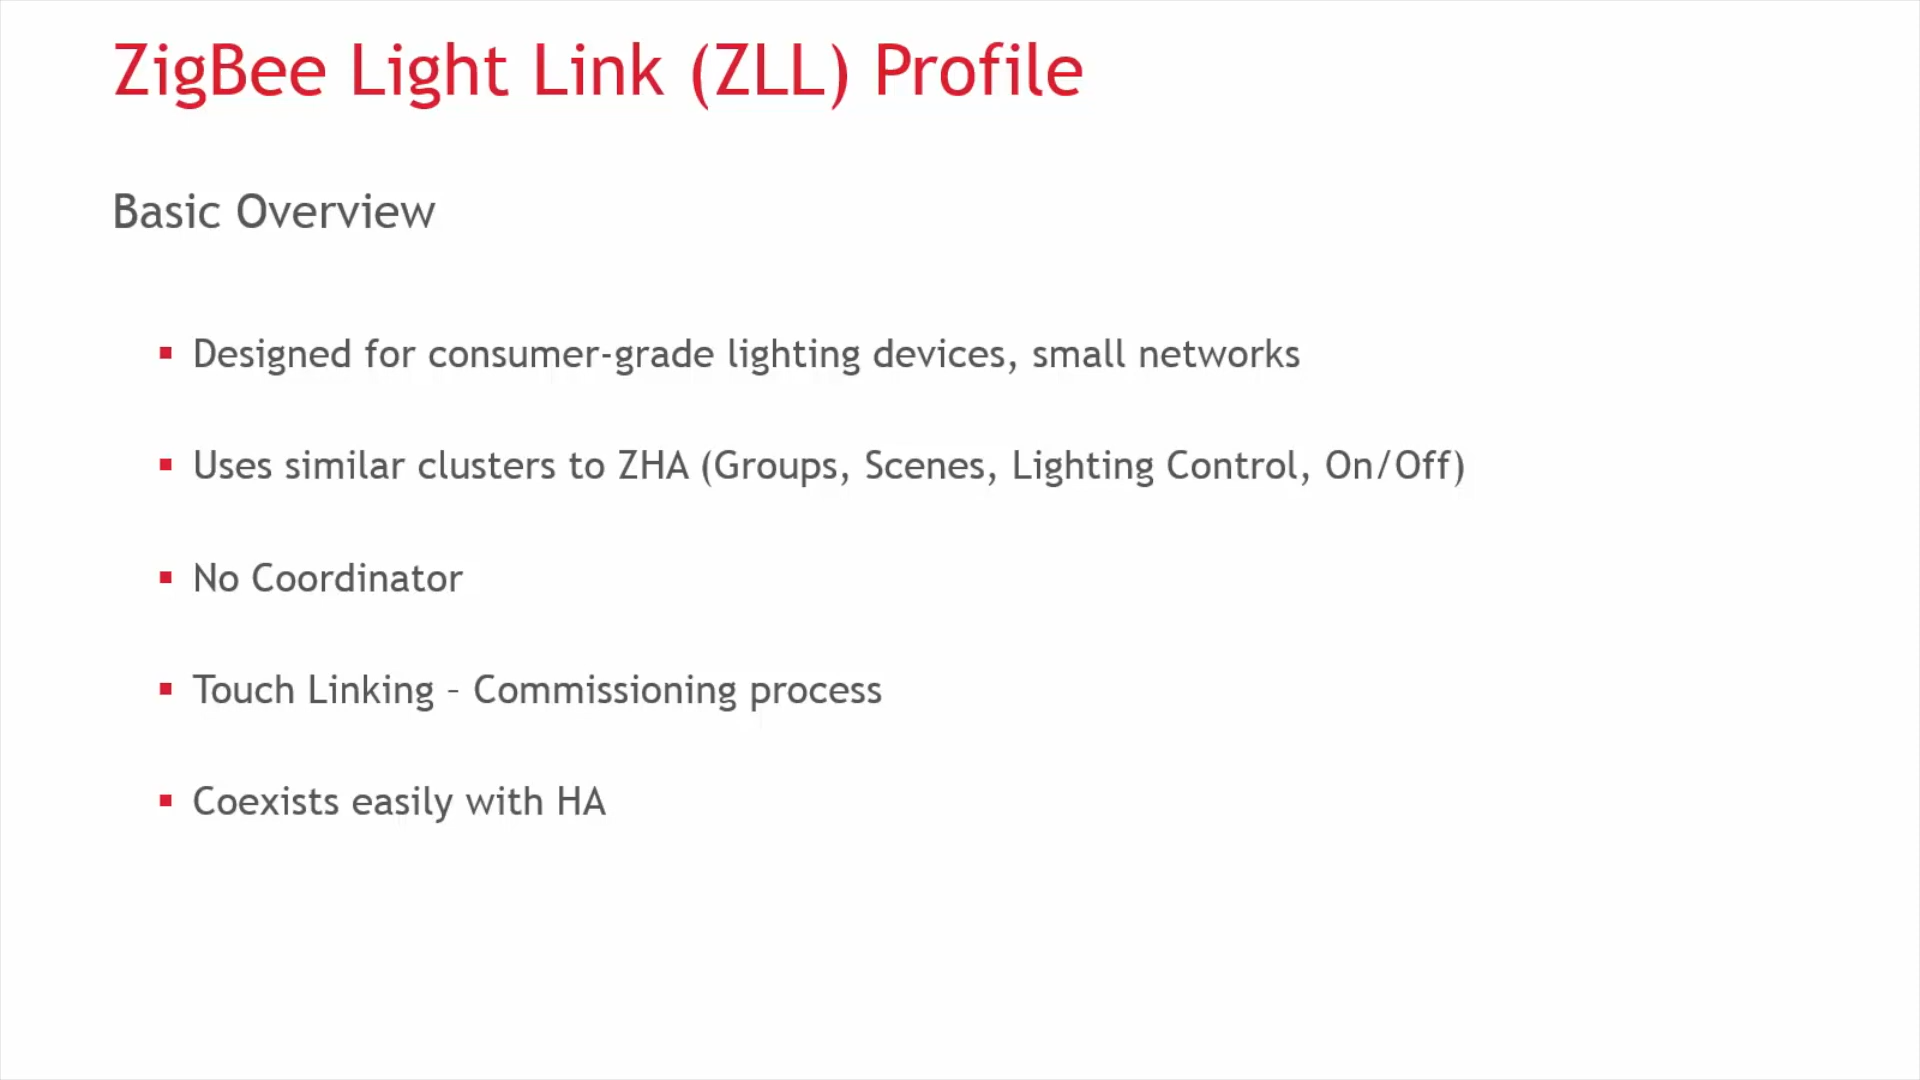 ZigBee Light Link (ZLL) Profile
Basic Overview
▪ Designed for consumer-grade lighting devices, small networks
▪ Uses similar clusters to ZHA (Groups, Scenes, Lighting Control, On/Off)
▪ No Coordinator
▪ Touch Linking – Commissioning process
▪ Coexists easily with HA